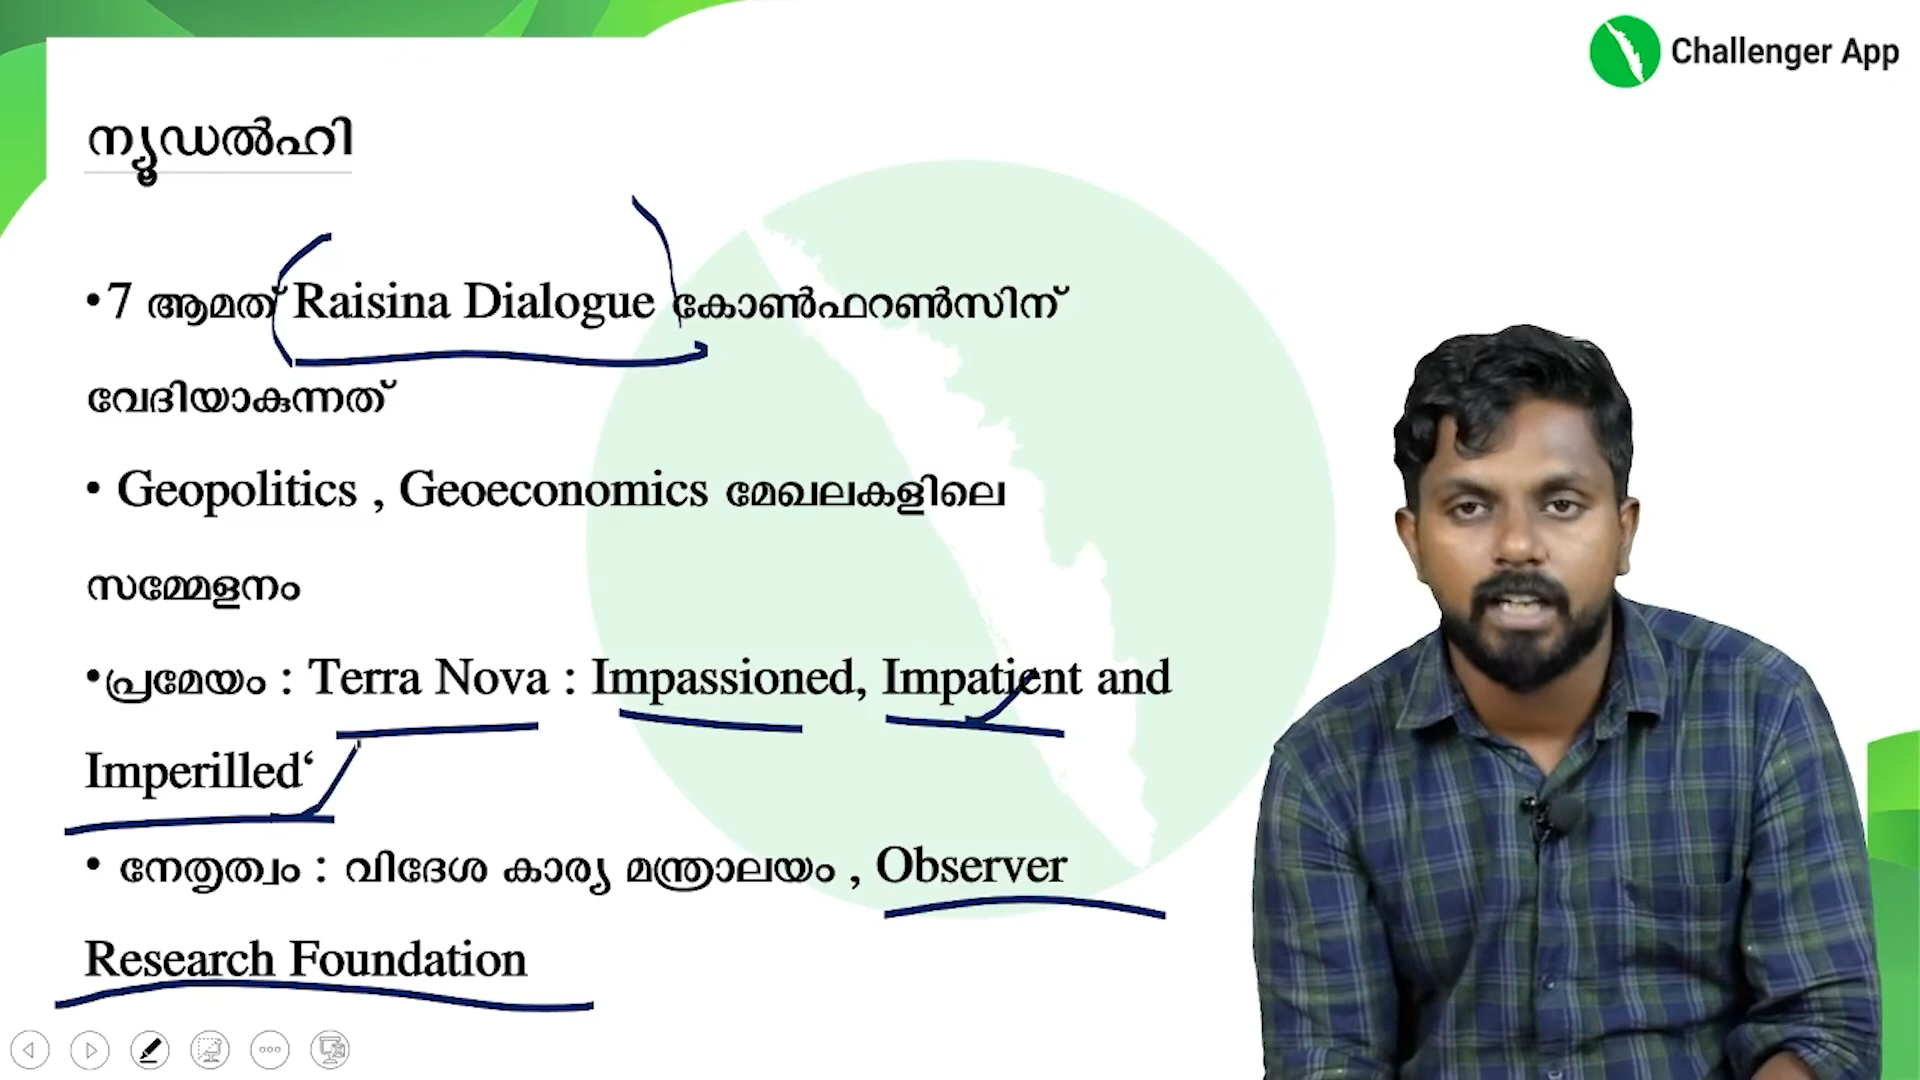 Challenger App
ന്യൂഡൽഹി
•7 ആമത് Raisina Dialogue കോൺഫറൺസിന്
വേദിയാകുന്നത്
• Geopolitics , Geoeconomics മേഖലകളിലെ
സമ്മേളനം
•പ്രമേയം : Terra Nova : Impassioned, Impatient and
Imperilled‘
• നേതൃത്വം : വിദേശ കാര്യ മന്ത്രാലയം , Observer
Research Foundation